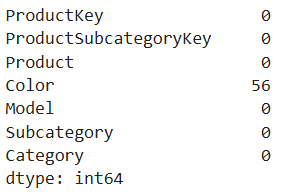 ProductKey 0
ProductSubcategoryKey 0
Product 0
Color 56
Model 0
Subcategory 0
Category 0
dtype: int64